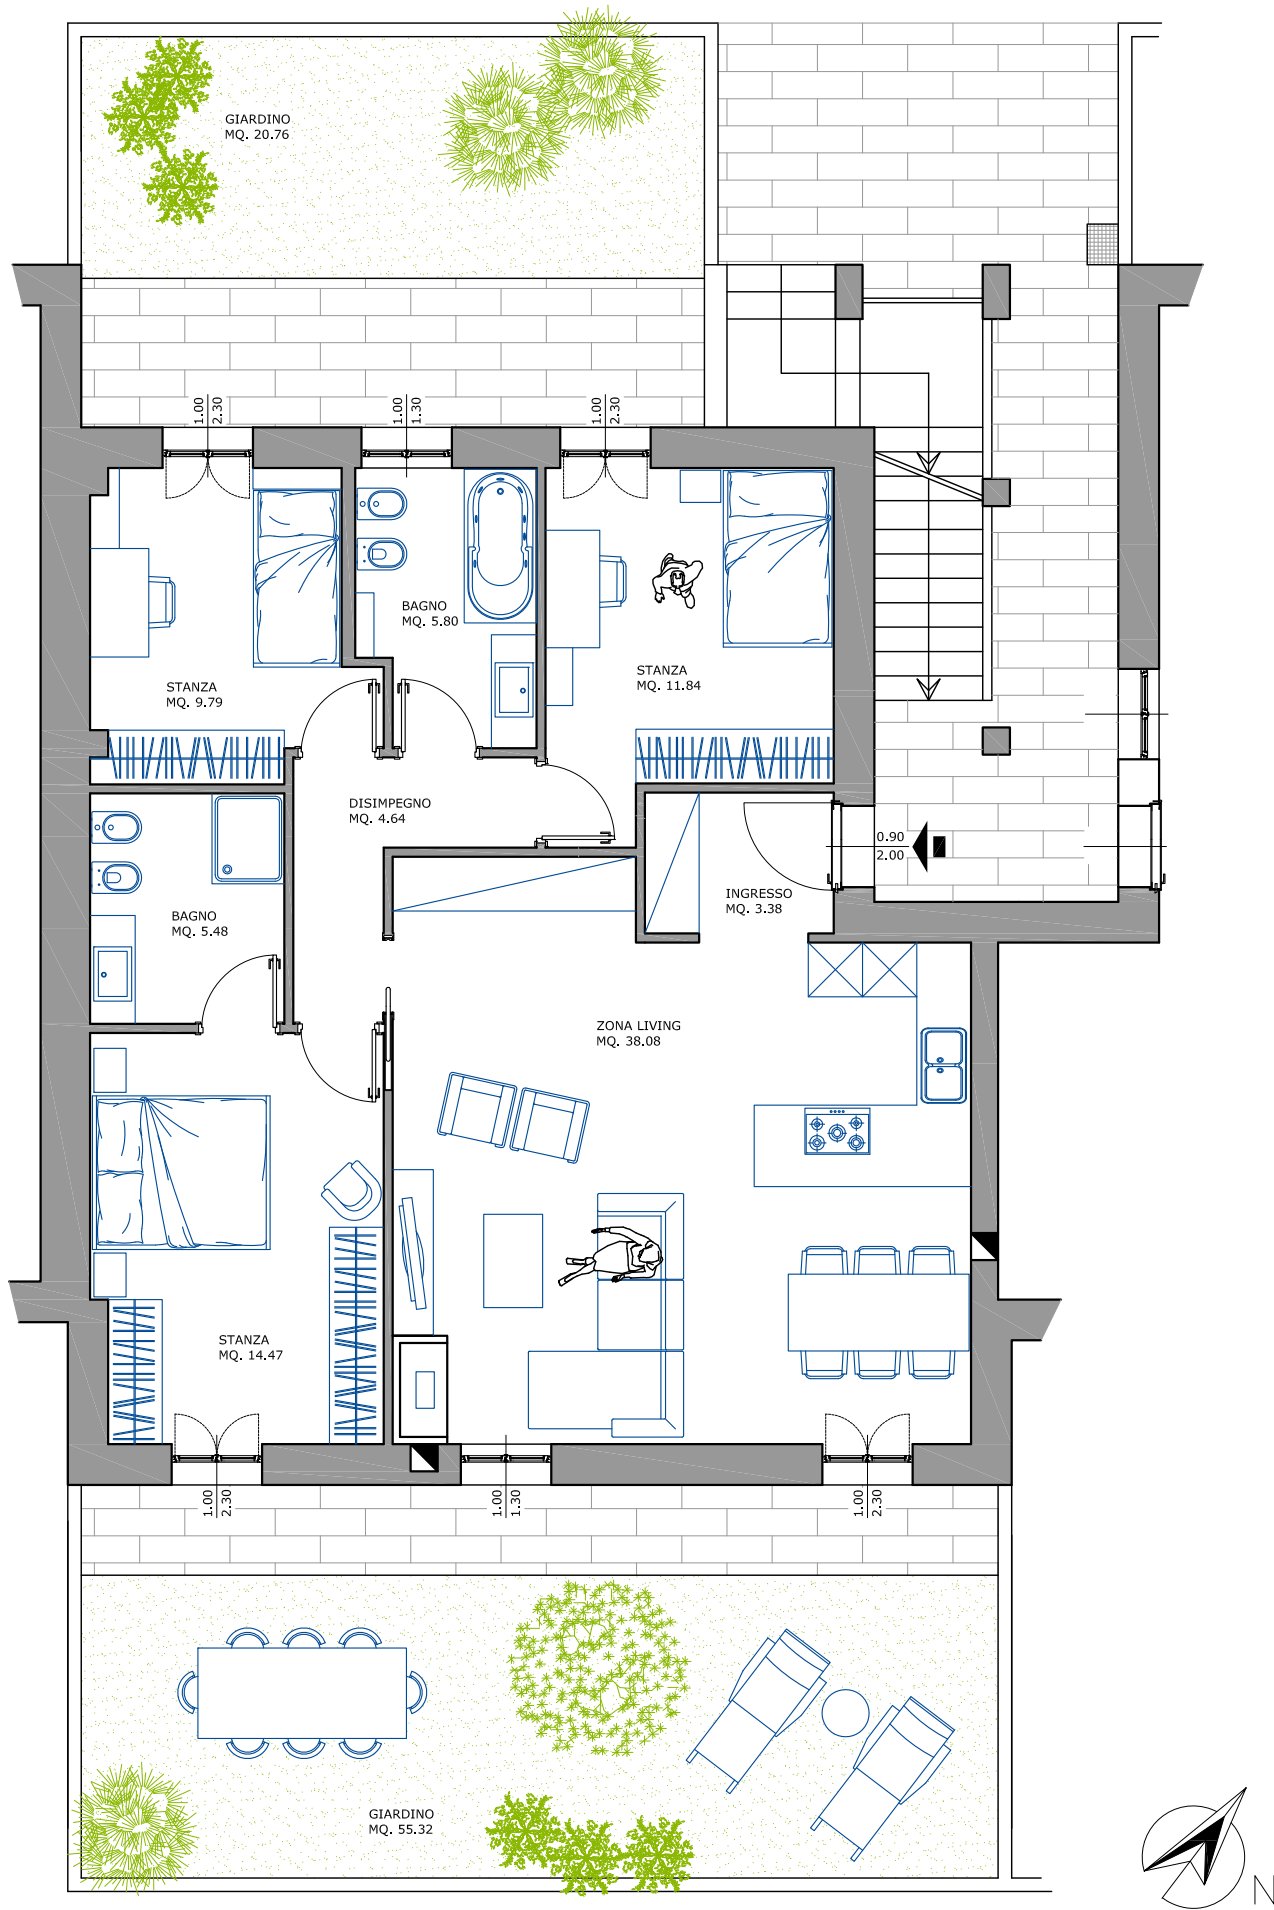 GIARDINO
MQ. 20.76
1.00
2.30
1.00
1.30
1.00
2.30
BAGNO
MQ. 5.80
STANZA
MQ. 9.79
STANZA
MQ. 11.84
DISIMPEGNO
MQ. 4.64
0.90
2.00
INGRESSO
MQ. 3.38
BAGNO
MQ. 5.48
ZONA LIVING
MQ. 38.08
STANZA
MQ. 14.47
1.00
2.30
1.00
1.30
1.00
2.30
GIARDINO
MQ. 55.32
N